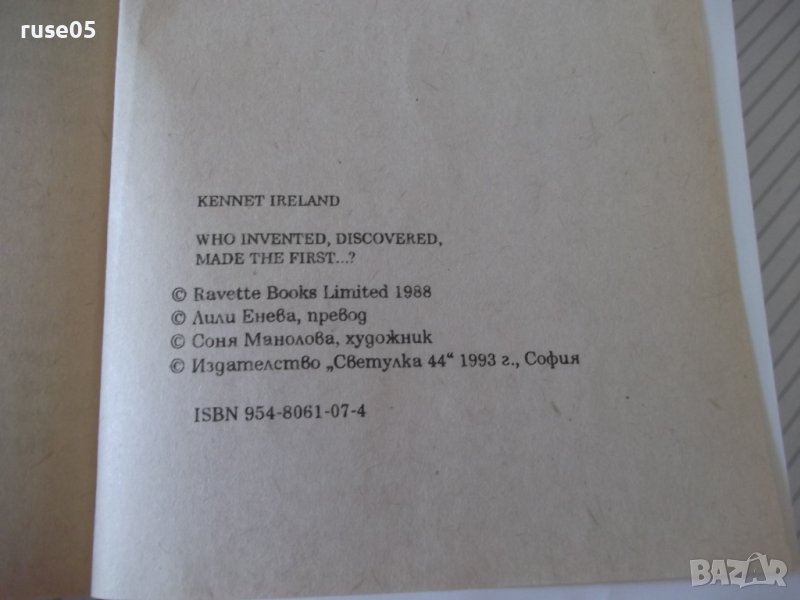 ruse05
KENNET IRELAND
WHO INVENTED, DISCOVERED,
MADE THE FIRST...?
© Ravette Books Limited 1988
© Лили Енева, превод
© Соня Манолова, художник
© Издателство „Светулка 44“ 1993 г., София
ISBN 954-8061-07-4
BAZAR